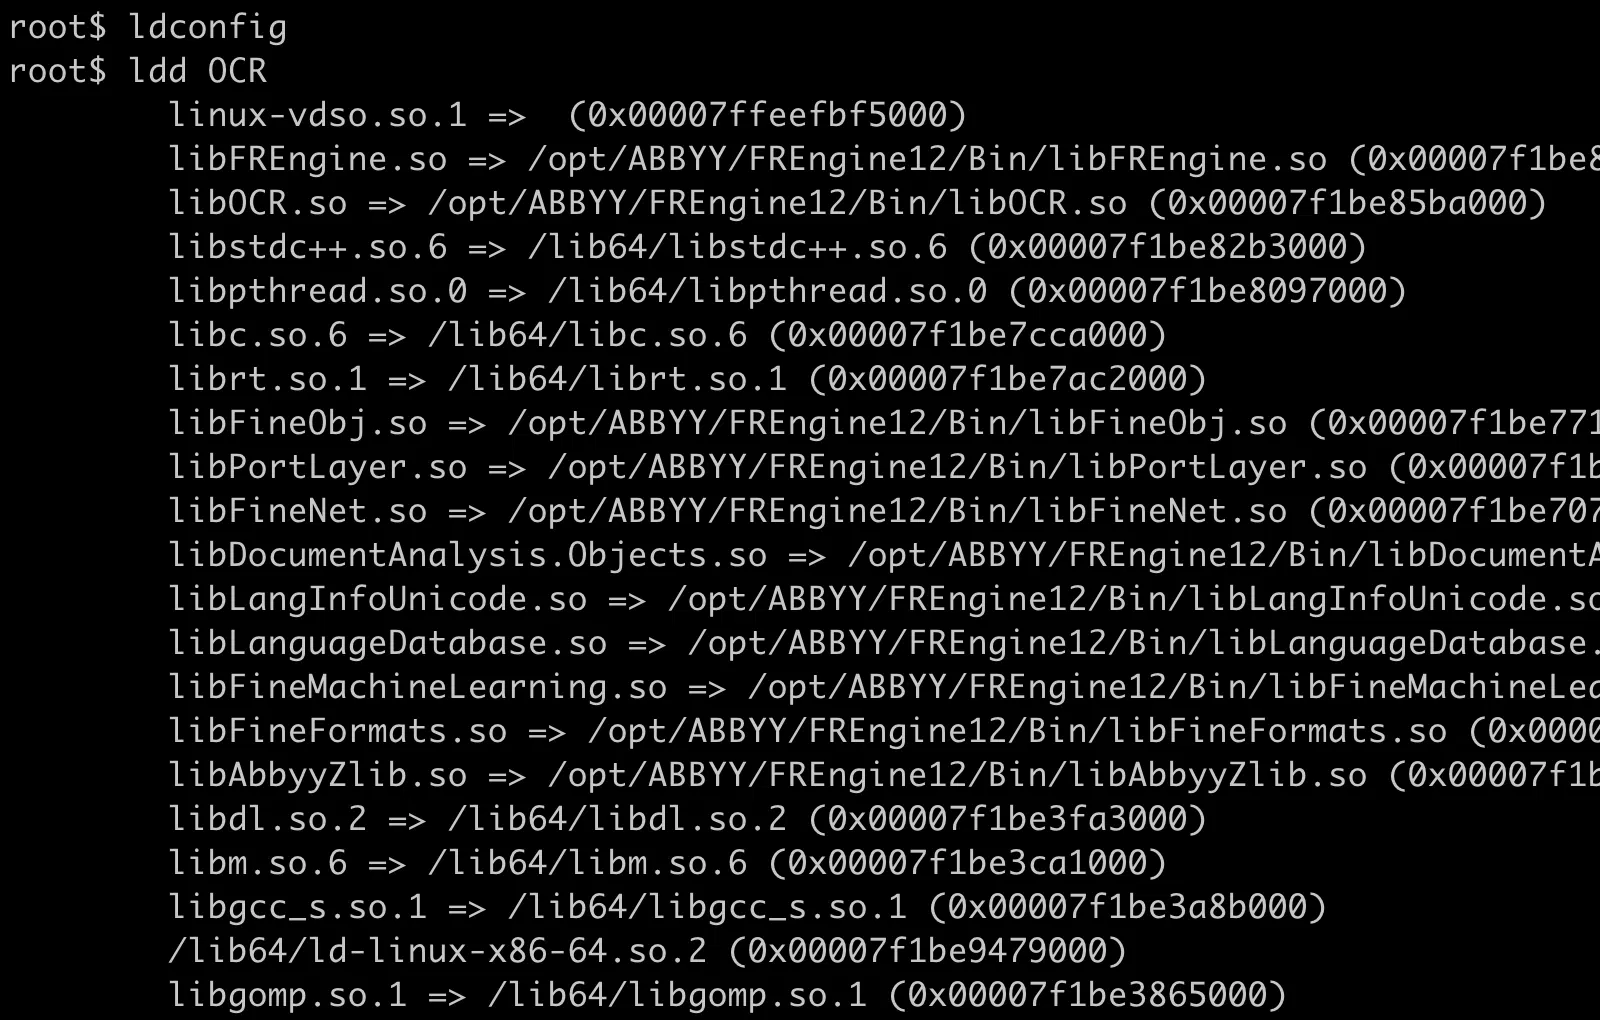 root$ ldconfig
root$ ldd OCR
linux-vdso.so.1 =>  (0x00007ffeefbf5000)
libFREngine.so => /opt/ABBYY/FREngine12/Bin/libFREngine.so (0x00007f1be8
libOCR.so => /opt/ABBYY/FREngine12/Bin/libOCR.so (0x00007f1be85ba000)
libstdc++.so.6 => /lib64/libstdc++.so.6 (0x00007f1be82b3000)
libpthread.so.0 => /lib64/libpthread.so.0 (0x00007f1be8097000)
libc.so.6 => /lib64/libc.so.6 (0x00007f1be7cca000)
librt.so.1 => /lib64/librt.so.1 (0x00007f1be7ac2000)
libFineObj.so => /opt/ABBYY/FREngine12/Bin/libFineObj.so (0x00007f1be771
libPortLayer.so => /opt/ABBYY/FREngine12/Bin/libPortLayer.so (0x00007f1b
libFineNet.so => /opt/ABBYY/FREngine12/Bin/libFineNet.so (0x00007f1be707
libDocumentAnalysis.Objects.so => /opt/ABBYY/FREngine12/Bin/libDocumentA
libLangInfoUnicode.so => /opt/ABBYY/FREngine12/Bin/libLangInfoUnicode.so
libLanguageDatabase.so => /opt/ABBYY/FREngine12/Bin/libLanguageDatabase.
libFineMachineLearning.so => /opt/ABBYY/FREngine12/Bin/libFineMachineLea
libFineFormats.so => /opt/ABBYY/FREngine12/Bin/libFineFormats.so (0x0000
libAbbyyZlib.so => /opt/ABBYY/FREngine12/Bin/libAbbyyZlib.so (0x00007f1b
libdl.so.2 => /lib64/libdl.so.2 (0x00007f1be3fa3000)
libm.so.6 => /lib64/libm.so.6 (0x00007f1be3ca1000)
libgcc_s.so.1 => /lib64/libgcc_s.so.1 (0x00007f1be3a8b000)
/lib64/ld-linux-x86-64.so.2 (0x00007f1be9479000)
libgomp.so.1 => /lib64/libgomp.so.1 (0x00007f1be3865000)